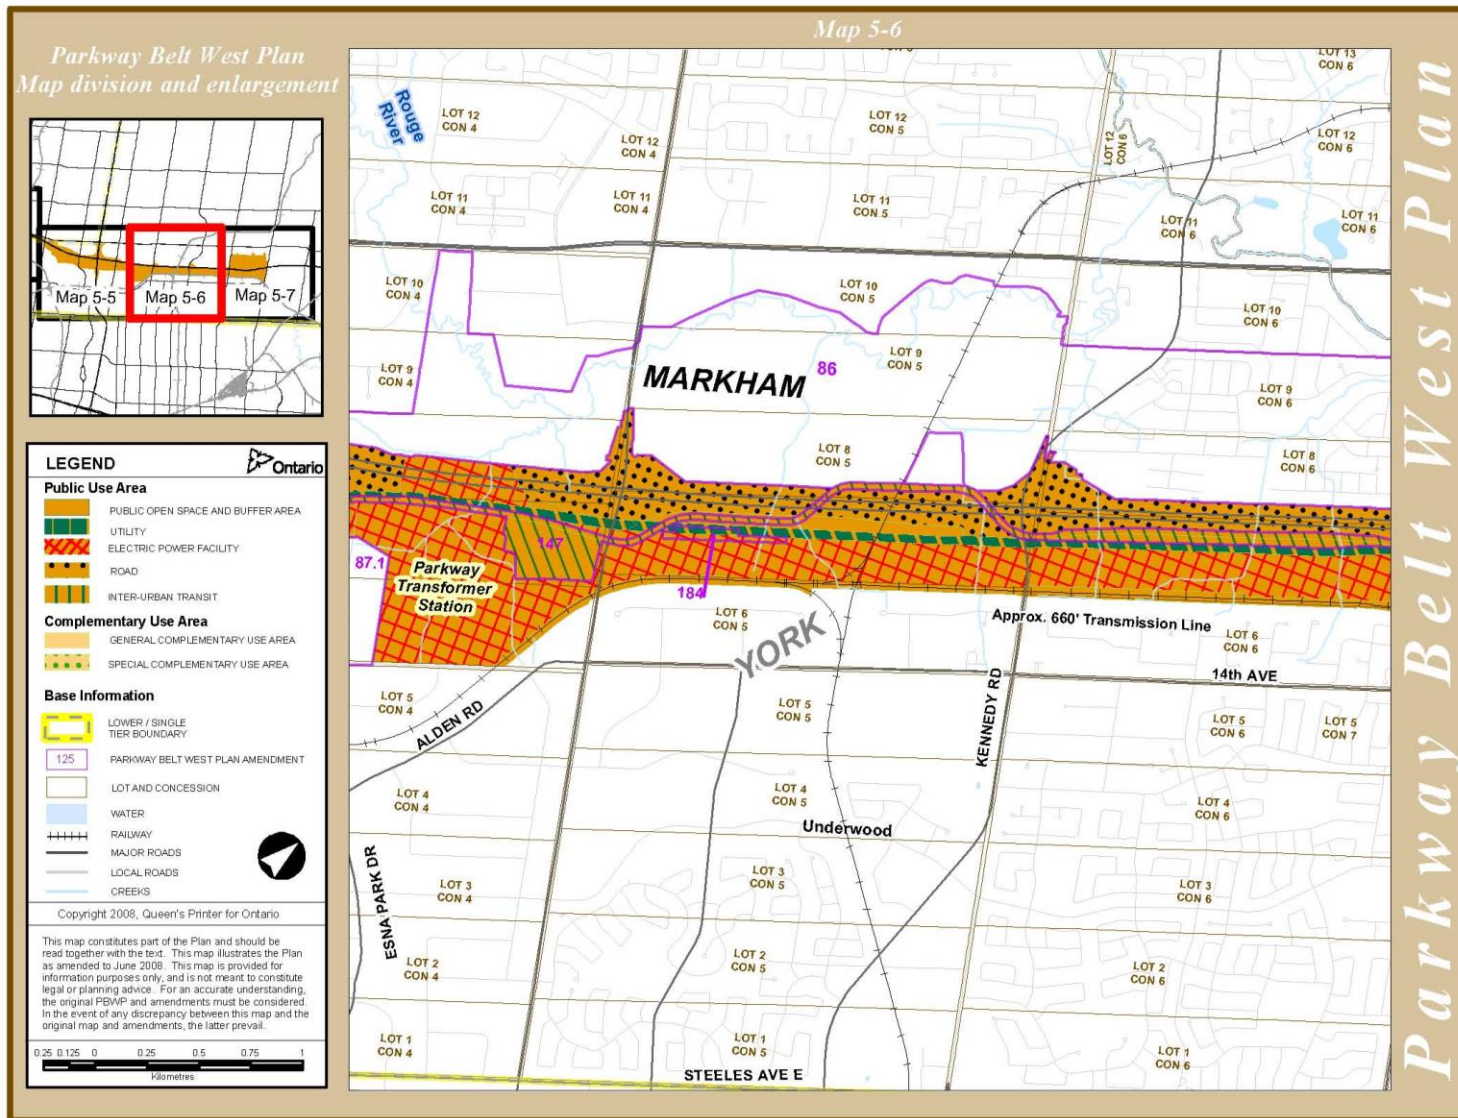 Map 5-6
Parkway Belt West Plan
Map division and enlargement
Map 5-5
Map 5-6
Map 5-7
LEGEND
Ontario
Public Use Area
PUBLIC OPEN SPACE AND BUFFER AREA
UTILITY
ELECTRIC POWER FACILITY
ROAD
INTER-URBAN TRANSIT
Complementary Use Area
GENERAL COMPLEMENTARY USE AREA
SPECIAL COMPLEMENTARY USE AREA
Base Information
LOWER / SINGLE
TIER BOUNDARY
125
PARKWAY BELT WEST PLAN AMENDMENT
LOT AND CONCESSION
WATER
RAILWAY
MAJOR ROADS
LOCAL ROADS
CREEKS
Copyright 2008, Queen's Printer for Ontario
This map constitutes part of the Plan and should be
read together with the text. This map illustrates the Plan
as amended to June 2008. This map is provided for
information purposes only, and is not meant to constitute
legal or planning advice. For an accurate understanding,
the original PBWP and amendments must be considered.
In the event of any discrepancy between this map and the
original map and amendments, the latter prevail.
0.25 0.125 0 0.25 0.5 0.75 1
Kilometres
LOT 13
CON 6
Rouge
River
LOT 12
CON 4
LOT 12
CON 4
LOT 12
CON 5
LOT 12
CON 6
LOT 12
CON 6
LOT 11
CON 4
LOT 11
CON 4
LOT 11
CON 5
LOT 11
CON 6
LOT 11
CON 6
LOT 10
CON 4
LOT 10
CON 5
LOT 10
CON 6
LOT 9
CON 4
MARKHAM
86
LOT 9
CON 5
LOT 9
CON 6
LOT 8
CON 5
LOT 8
CON 6
147
87.1
Parkway
Transformer
Station
184
LOT 6
CON 5
YORK
Approx. 660' Transmission Line
LOT 6
CON 6
14th AVE
LOT 5
CON 4
ALDEN RD
LOT 5
CON 5
KENNEDY RD
LOT 5
CON 6
LOT 5
CON 7
LOT 4
CON 4
LOT 4
CON 5
LOT 4
CON 6
Underwood
ESNA PARK DR
LOT 3
CON 4
LOT 3
CON 5
LOT 3
CON 6
LOT 2
CON 4
LOT 2
CON 5
LOT 2
CON 6
LOT 1
CON 4
LOT 1
CON 5
LOT 1
CON 6
STEELES AVE E
Parkway Belt West Plan